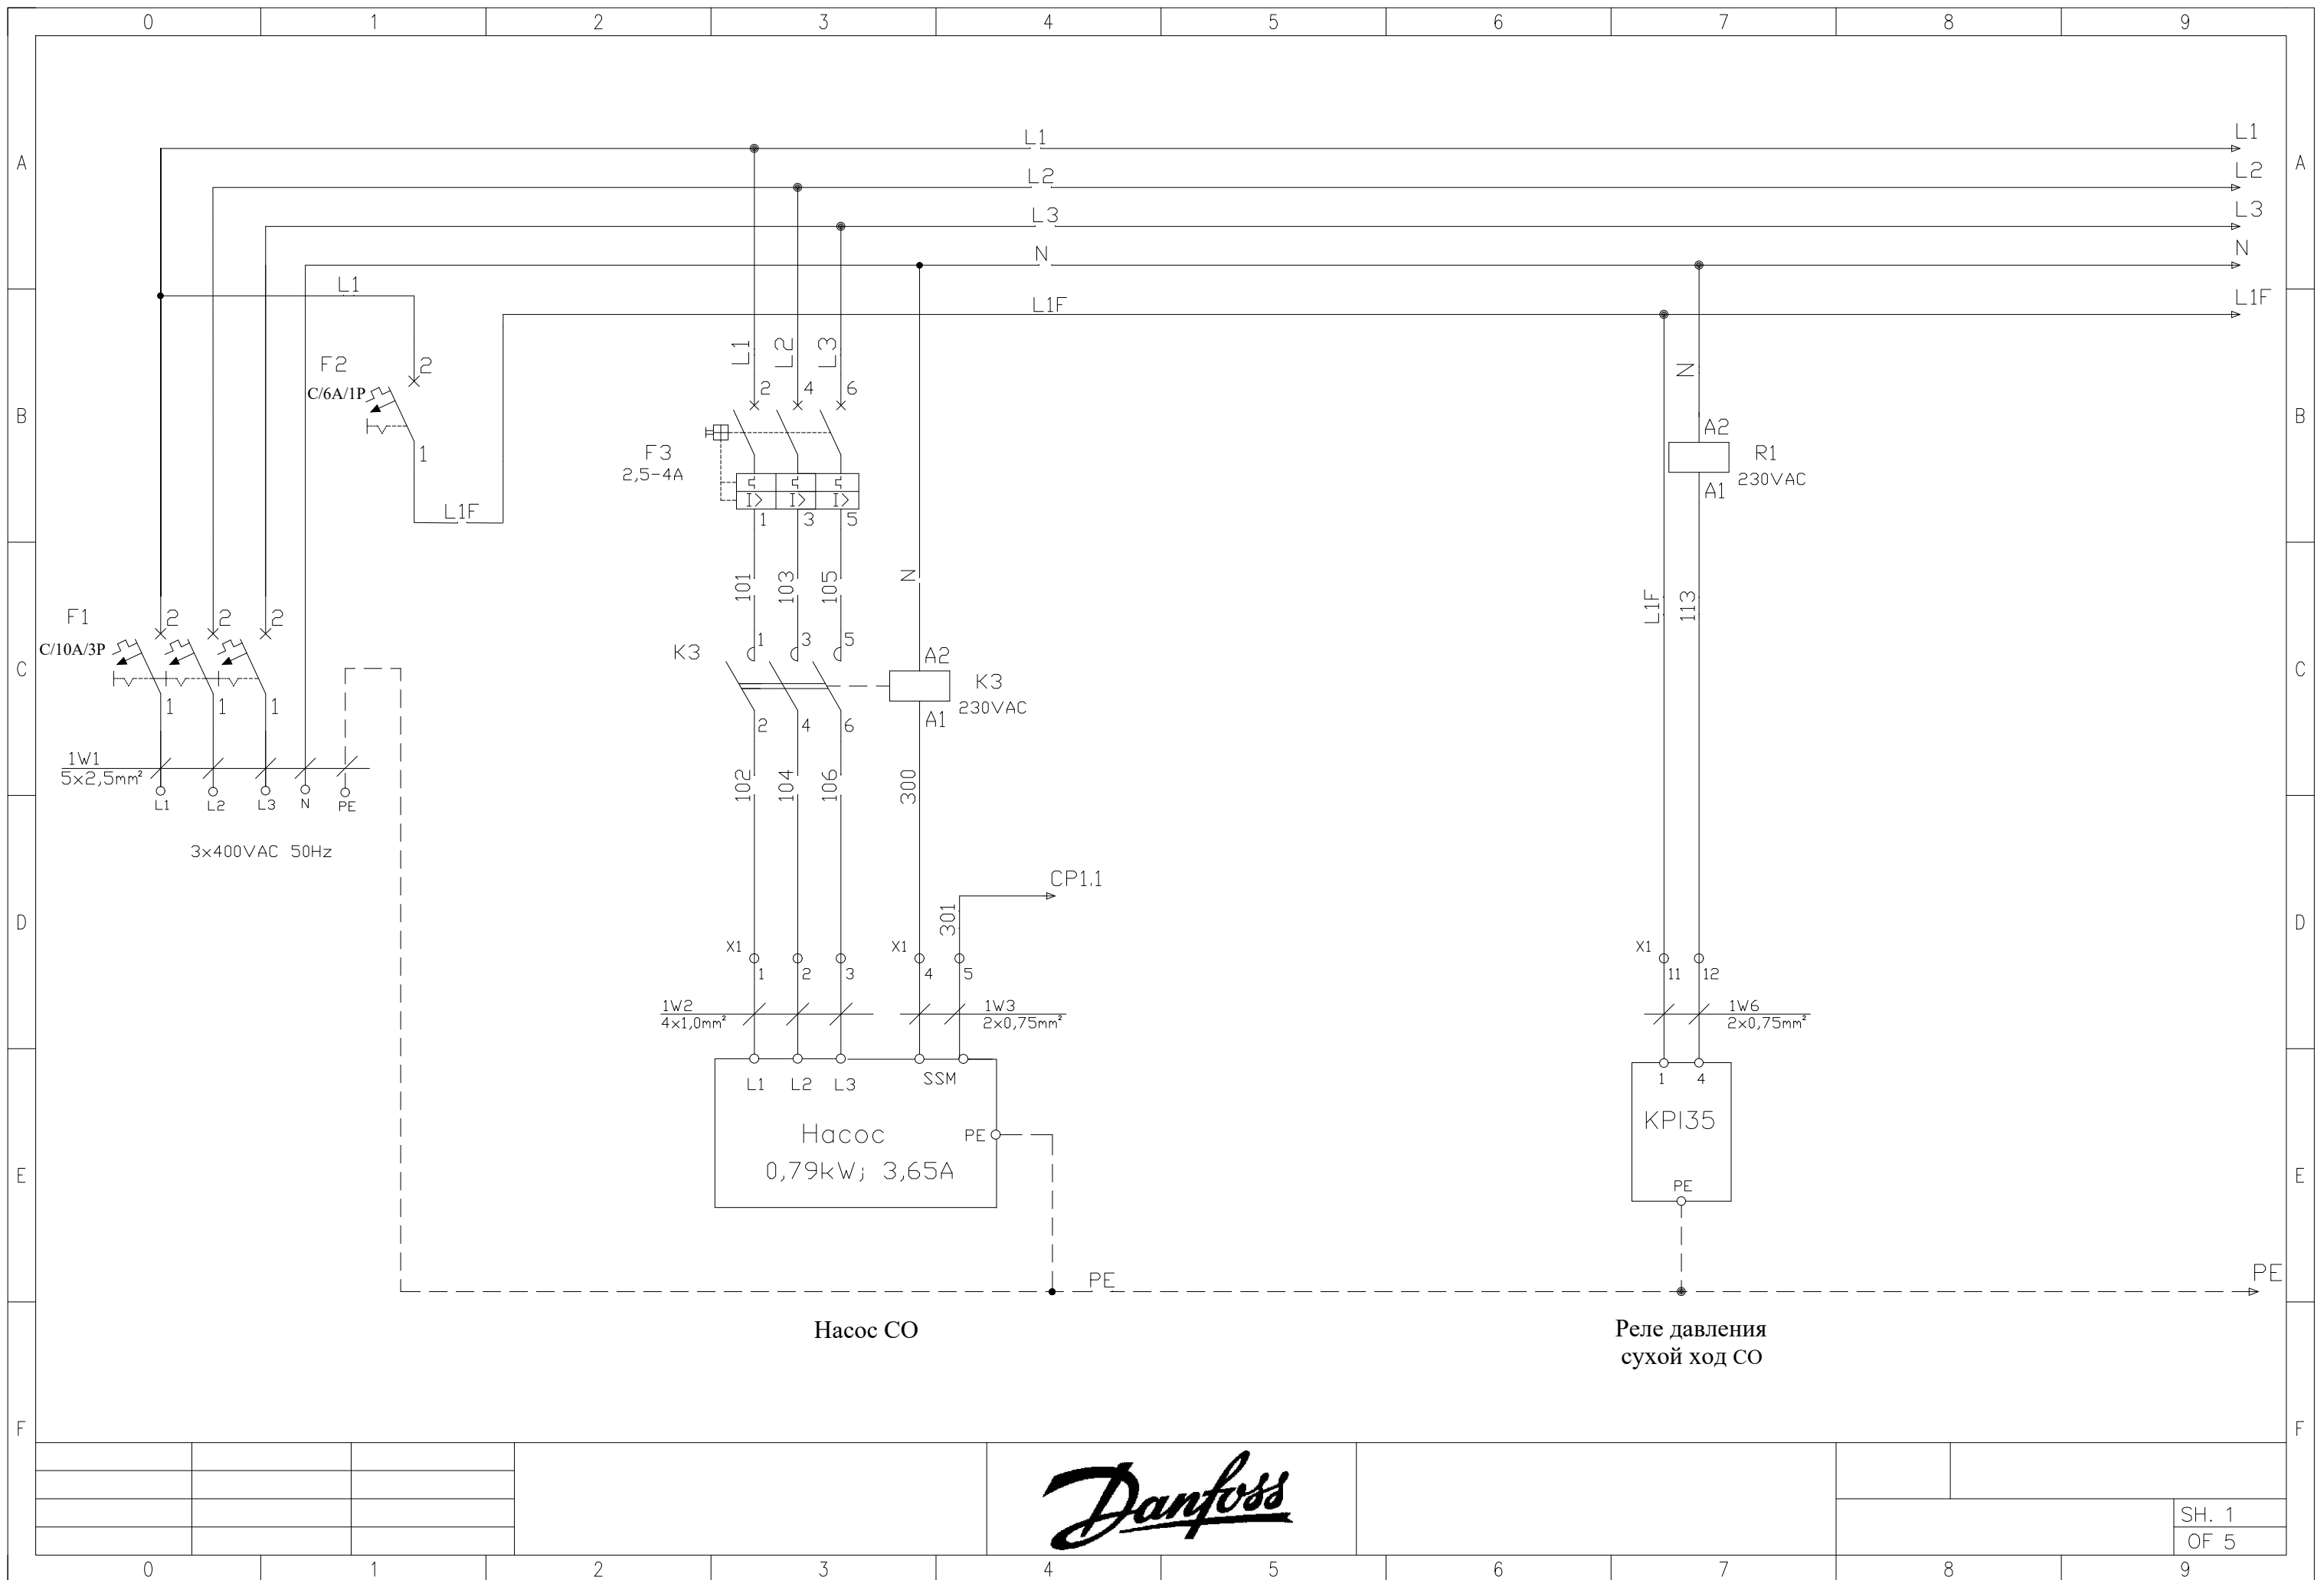 0 1 2 3 4 5 6 7 8 9
A L1 L1 A
L2 L2
L3 L3
N N
L1 L1F L1F
F2 2 L1 L2 L3 N
C/6A/1P 2 4 6
B A2 B
1 F3 R1
2,5-4A 230VAC
A1
I> I> I>
L1F 1 3 5
101 103 105 N L1F 113
F1 2 2 2
C/10A/3P 1 3 5
C K3 A2 C
K3
230VAC
1 1 1 2 4 6 A1
1W1
5x2,5mm²
102 104 106 300
L1 L2 L3 N PE
3x400VAC 50Hz
CP1.1
D 301 D
X1 X1 X1
1 2 3 4 5 11 12
1W2 1W3 1W6
4x1,0mm² 2x0,75mm² 2x0,75mm²
L1 L2 L3 SSM 1 4
Насос PE KPI35
0,79kW; 3,65A
E PE E
PE PE
Насос СО
Реле давления
сухой ход СО
F F
Danfoss
SH. 1
OF 5
0 1 2 3 4 5 6 7 8 9